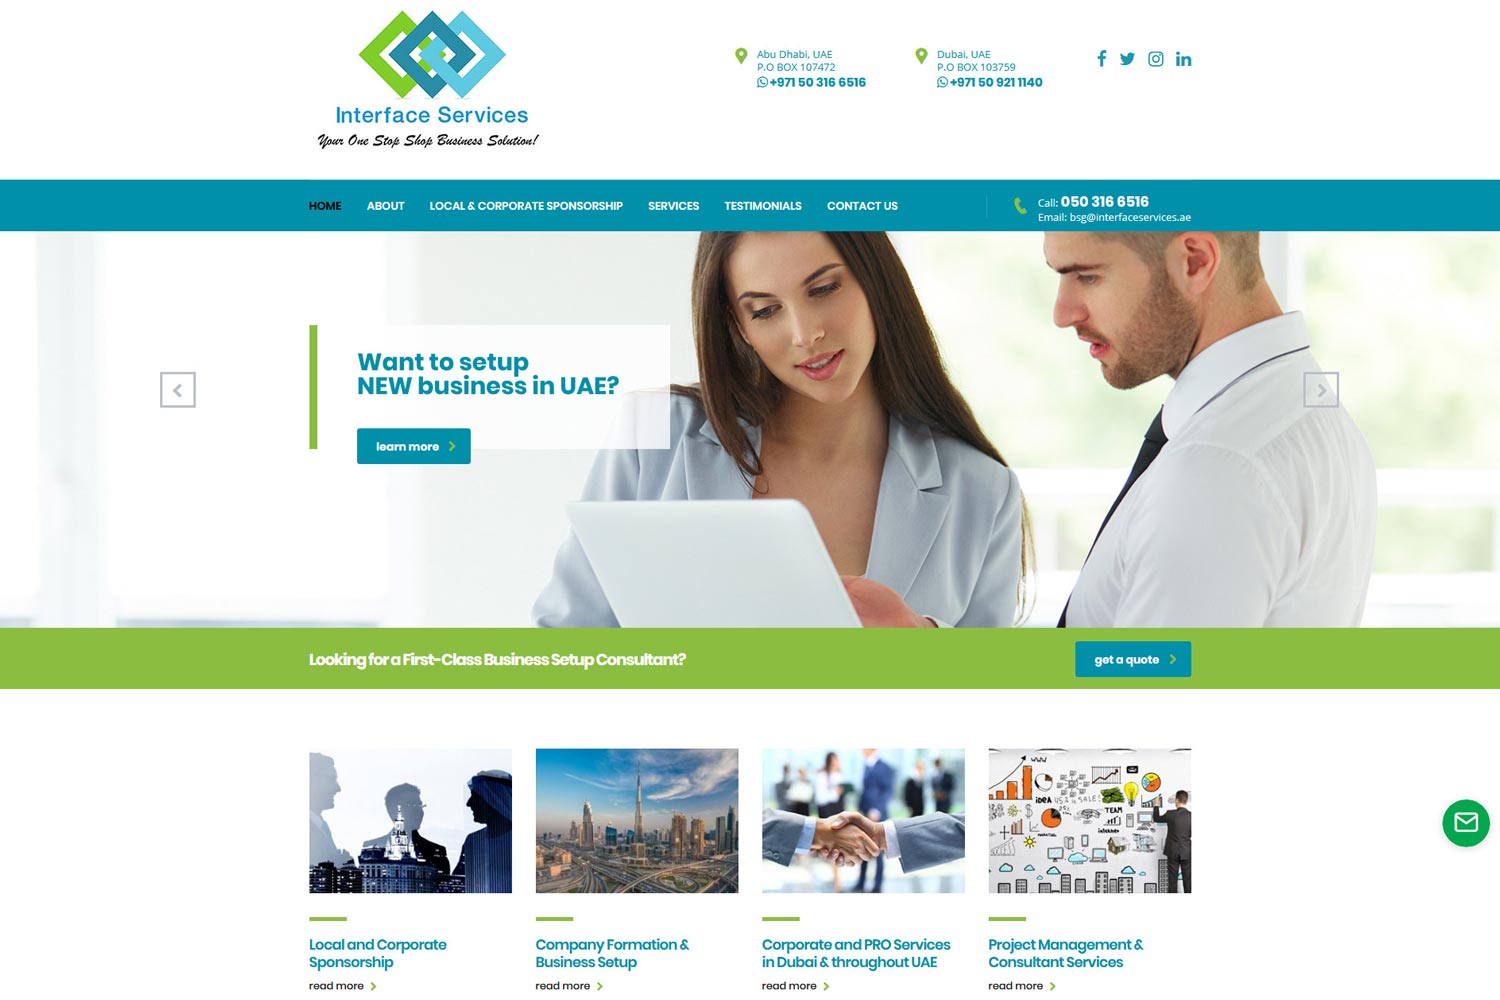 Interface Services
Your One Stop Shop Business Solution!
Abu Dhabi, UAE
P.O BOX 107472
+971 50 316 6516
Dubai, UAE
P.O BOX 103759
+971 50 921 1140
HOME ABOUT LOCAL & CORPORATE SPONSORSHIP SERVICES TESTIMONIALS CONTACT US
Call: 050 316 6516
Email: bsg@interfaceservices.ae
Want to setup
NEW business in UAE?
learn more
Looking for a First-Class Business Setup Consultant?
get a quote
IDEA
TEAM
internet
Local and Corporate
Sponsorship
read more
Company Formation &
Business Setup
read more
Corporate and PRO Services
in Dubai & throughout UAE
read more
Project Management &
Consultant Services
read more